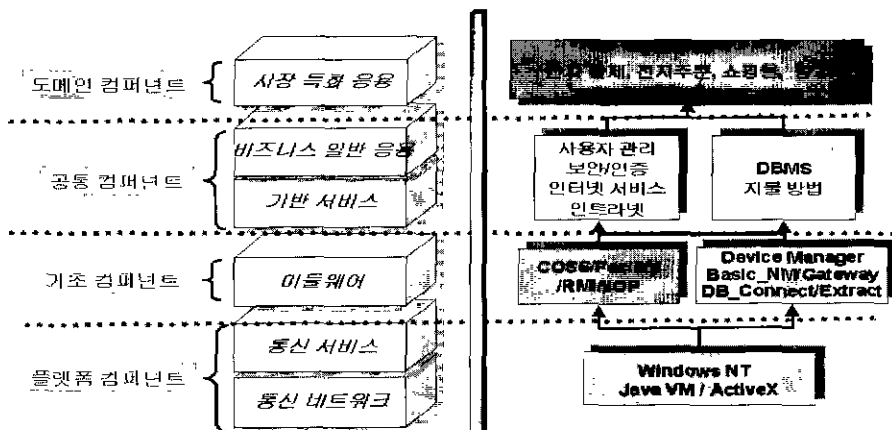 도메인 컴퍼넌트
시장 특화 응용
전자주문, 쇼핑몰,
비즈니스 일반 응용
공통 컴퍼넌트
기반 서비스
사용자 관리
보안/인증
인터넷 서비스
인트라넷
DBMS
지불 방법
기초 컴퍼넌트
미들웨어
Device Manager
Basic_NM/Gateway
DB_Connect/Extract
통신 서비스
플랫폼 컴퍼넌트
통신 네트워크
Windows NT
Java VM / ActiveX